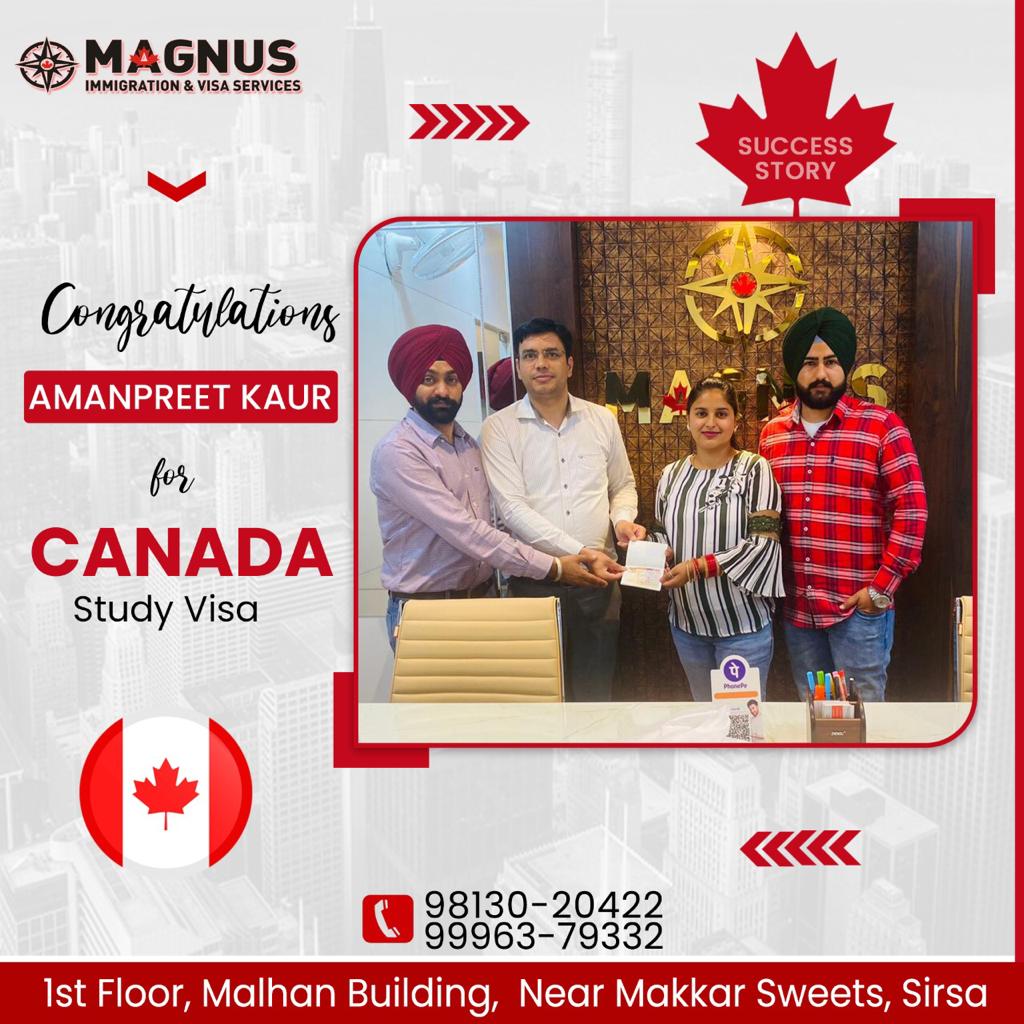 MAGNUS
IMMIGRATION & VISA SERVICES
SUCCESS
STORY
Congratulations
AMANPREET KAUR
for
CANADA
Study Visa
पे
PhonePe
98130-20422
99963-79332
1st Floor, Malhan Building, Near Makkar Sweets, Sirsa